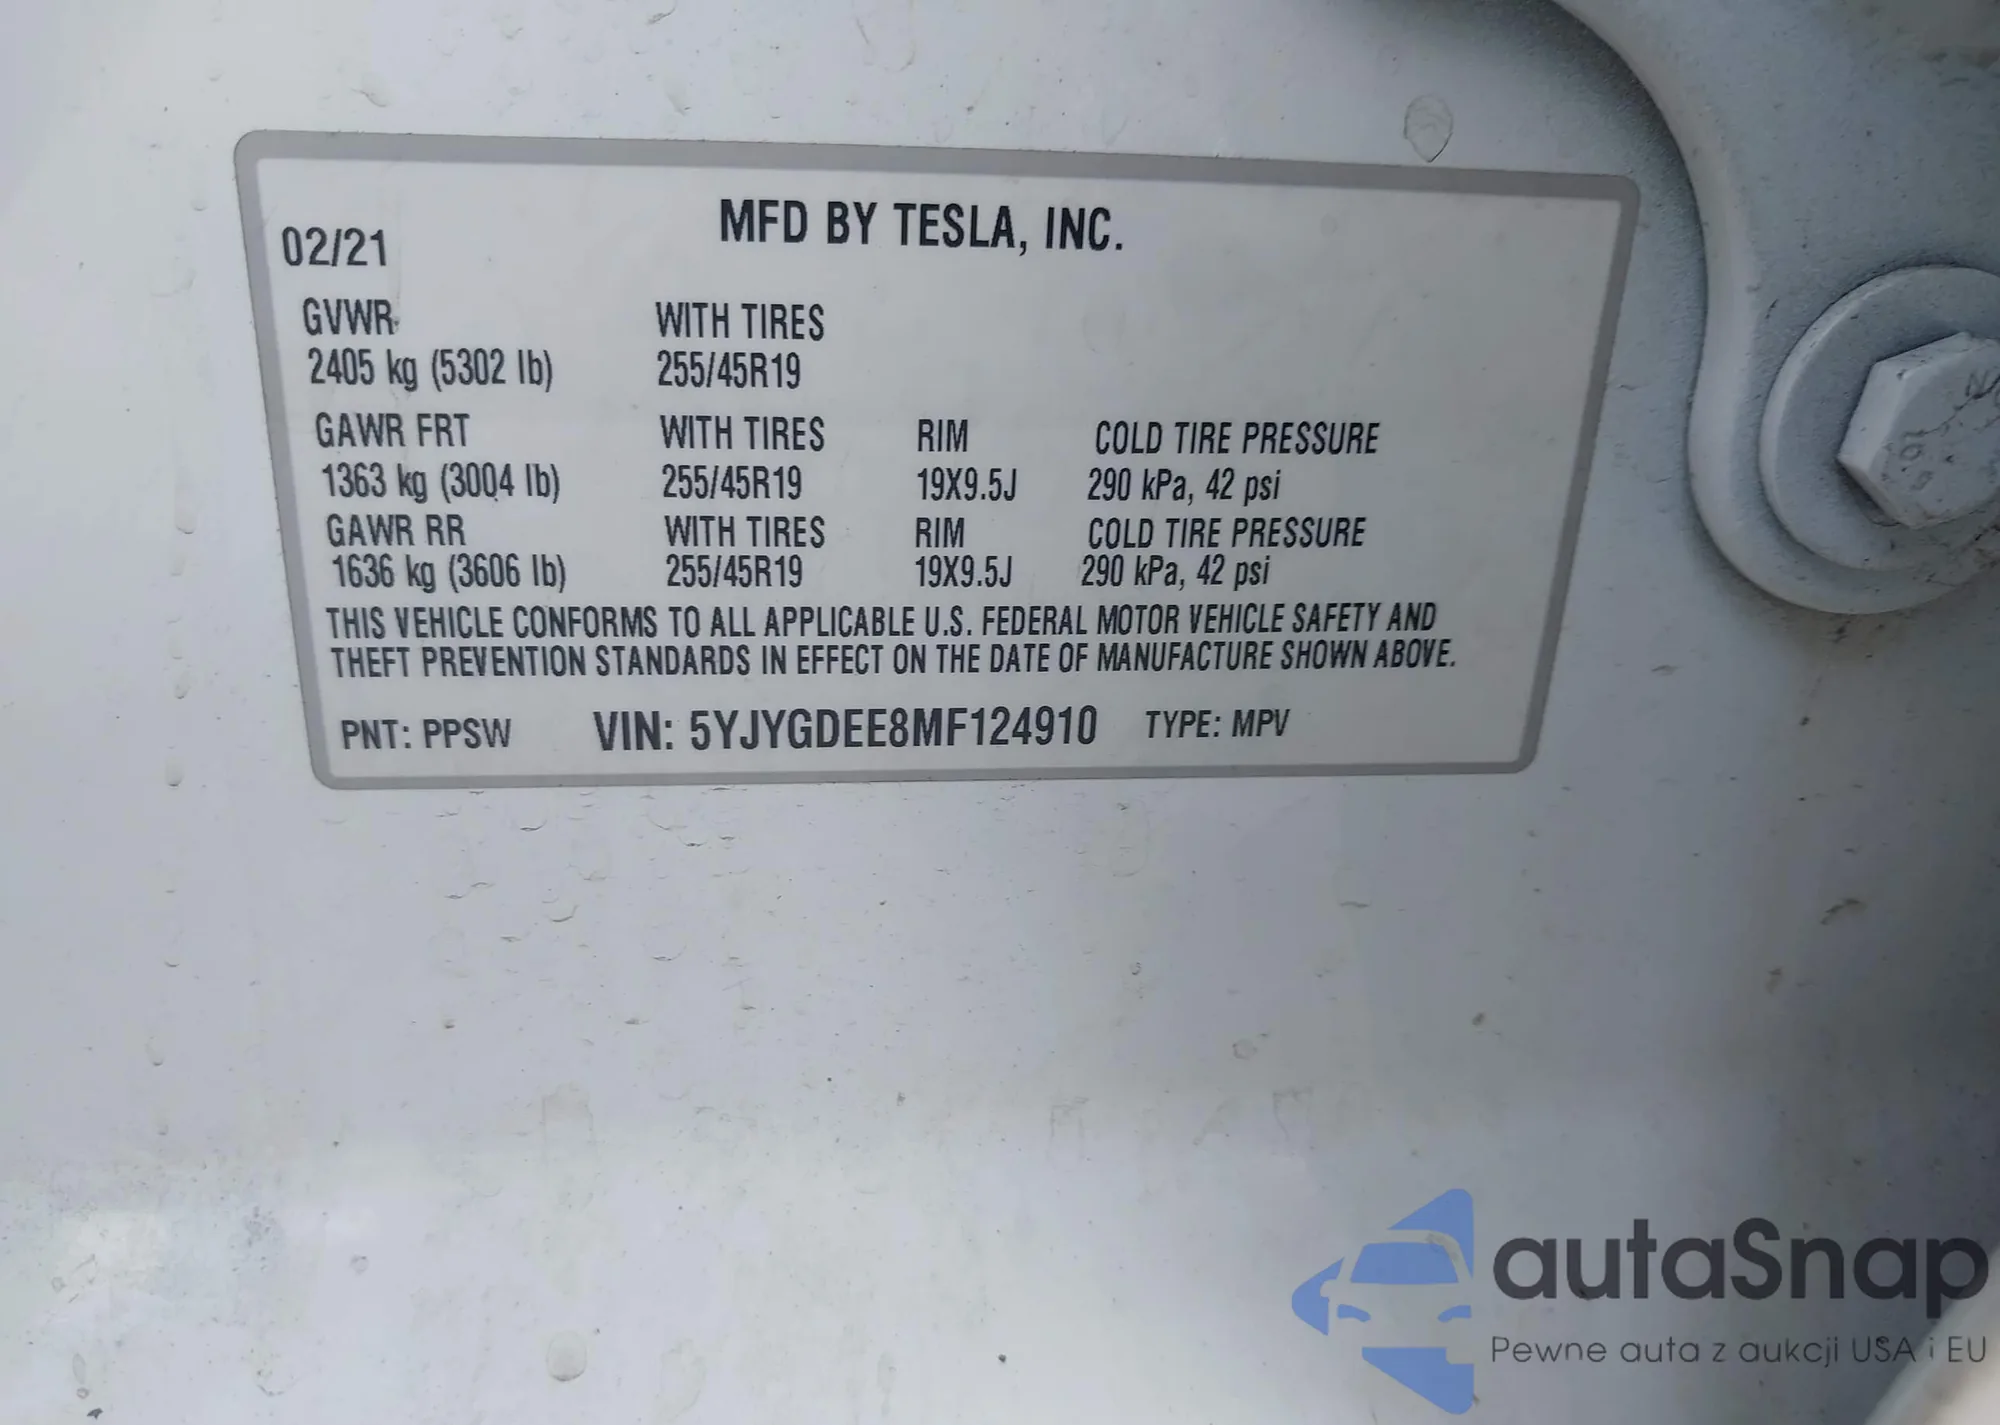 MFD BY TESLA, INC.
02/21
GVWR WITH TIRES
2405 kg (5302 lb) 255/45R19
GAWR FRT WITH TIRES RIM COLD TIRE PRESSURE
1363 kg (3004 lb) 255/45R19 19X9.5J 290 kPa, 42 psi
GAWR RR WITH TIRES RIM COLD TIRE PRESSURE
1636 kg (3606 lb) 255/45R19 19X9.5J 290 kPa, 42 psi
THIS VEHICLE CONFORMS TO ALL APPLICABLE U.S. FEDERAL MOTOR VEHICLE SAFETY AND
THEFT PREVENTION STANDARDS IN EFFECT ON THE DATE OF MANUFACTURE SHOWN ABOVE.
PNT: PPSW VIN: 5YJYGDEE8MF124910 TYPE: MPV
10.9
autaSnap
Pewne auta z aukcji USA i EU